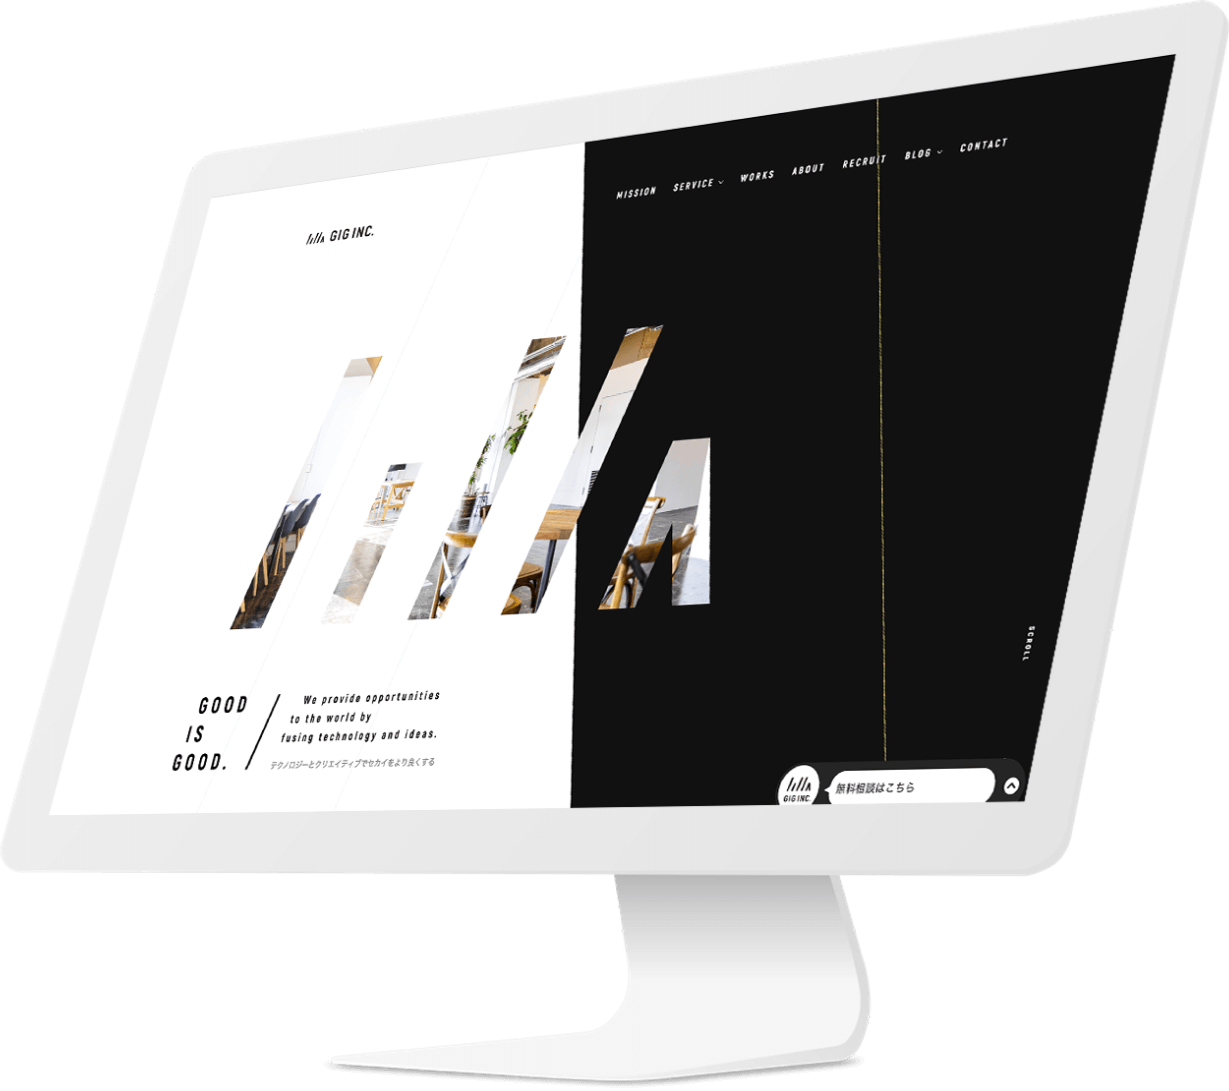 MISSION SERVICE WORKS ABOUT RECRUIT BLOG CONTACT
GIG INC.
GOOD
IS
GOOD.
We provide opportunities
to the world by
fusing technology and ideas.
テクノロジーとクリエイティブでセカイをより良くする
SCROLL
GIG INC.
無料相談はこちら